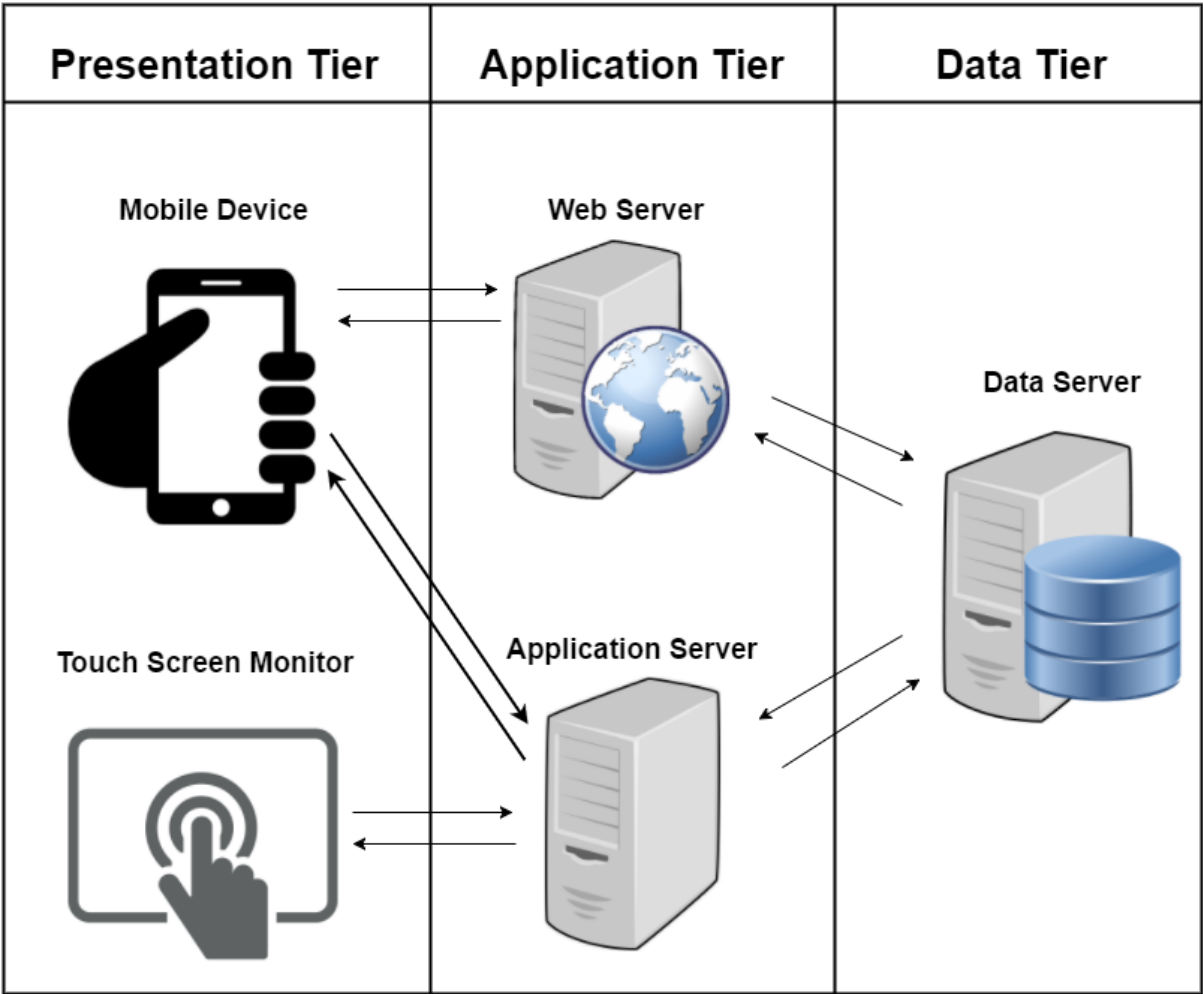 Presentation Tier
Application Tier
Data Tier
Mobile Device
Web Server
Data Server
Touch Screen Monitor
Application Server